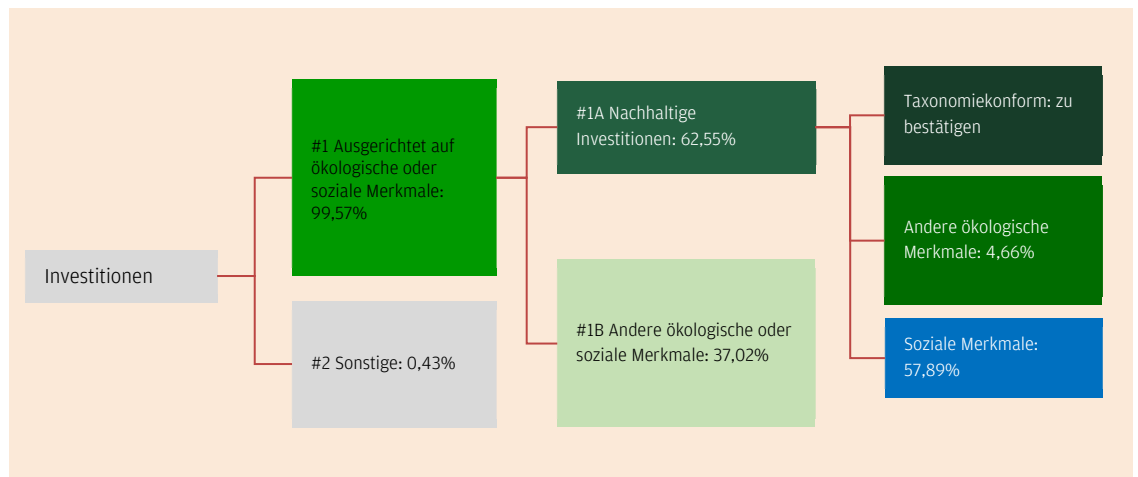 Investitionen
#1 Ausgerichtet auf
ökologische oder
soziale Merkmale:
99,57%
#2 Sonstige: 0,43%
#1A Nachhaltige
Investitionen: 62,55%
#1B Andere ökologische oder
soziale Merkmale: 37,02%
Taxonomiekonform: zu
bestätigen
Andere ökologische
Merkmale: 4,66%
Soziale Merkmale:
57,89%